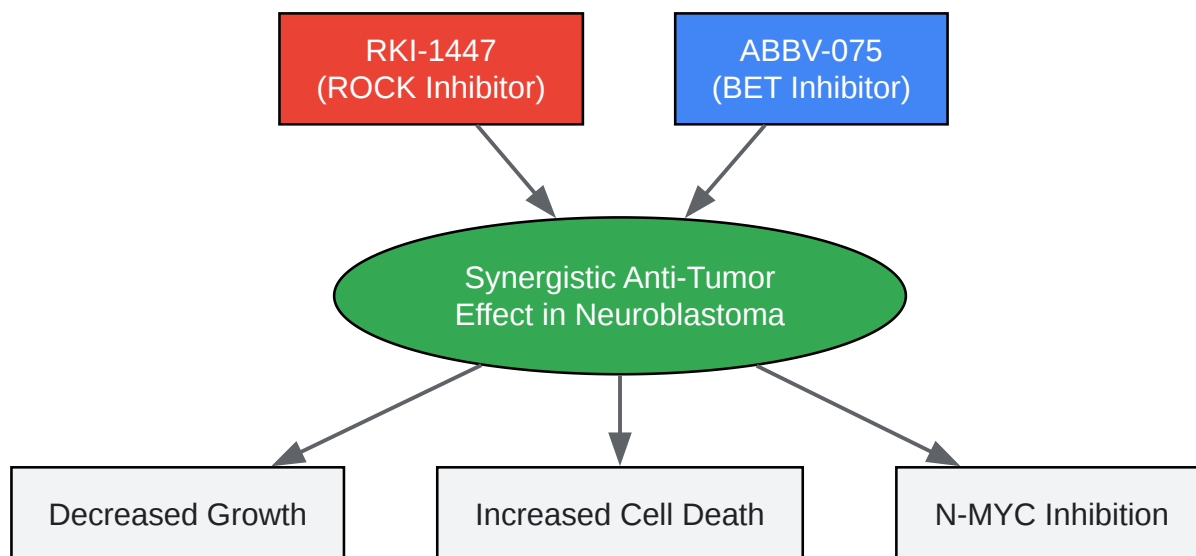 RKI-1447
(ROCK Inhibitor)
ABBV-075
(BET Inhibitor)
Synergistic Anti-Tumor
Effect in Neuroblastoma
Decreased Growth
Increased Cell Death
N-MYC Inhibition